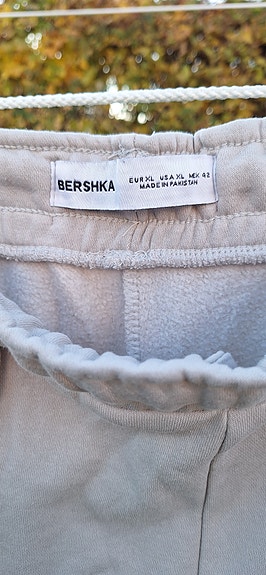 BERSHKA
EUR XL USA XL MEX 42
MADE IN PAKISTAN